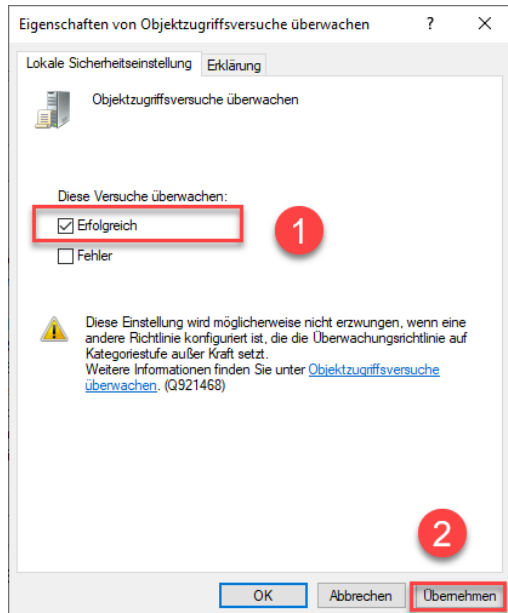 Eigenschaften von Objektzugriffsversuche überwachen ? ×
Lokale Sicherheitseinstellung Erklärung
Objektzugriffsversuche überwachen
Diese Versuche überwachen:
Erfolgreich
1
Fehler
Diese Einstellung wird möglicherweise nicht erzwungen, wenn eine
andere Richtlinie konfiguriert ist, die die Überwachungsrichtlinie auf
Kategoriestufe außer Kraft setzt.
Weitere Informationen finden Sie unter Objektzugriffsversuche
überwachen. (Q921468)
2
OK Abbrechen Übernehmen